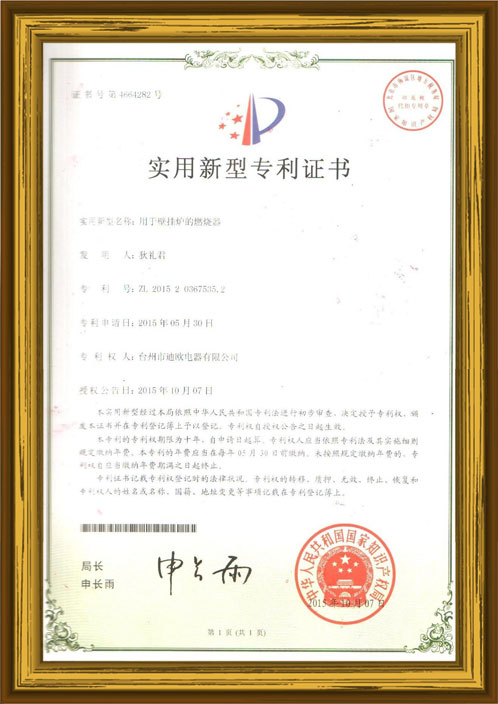 证书号第4664282号
实用新型专利证书
实用新型名称：用于壁挂炉的燃烧器
发 明 人：狄礼君
专 利 号：ZL 2015 2 0367535.2
专利申请日：2015年05月30日
专 利 权 人：台州市迪欧电器有限公司
授权公告日：2015年10月07日
本实用新型经过本局依照中华人民共和国专利法进行初步审查，决定授予专利权，颁
发本证书并在专利登记簿上予以登记。专利权自授权公告之日起生效。
本专利的专利权期限为十年，自申请日起算。专利权人应当依照专利法及其实施细则
规定缴纳年费。本专利的年费应当在每年05月30日前缴纳。未按照规定缴纳年费的，专
利权自应当缴纳年费期满之日起终止。
专利证书记载专利权登记时的法律状况。专利权的转移、质押、无效、终止、恢复和
专利权人的姓名或名称、国籍、地址变更等事项记载在专利登记簿上。
局长
申长雨
申长雨
中华人民共和国国家知识产权局
2015年10月07日
第 1 页 (共 1 页)